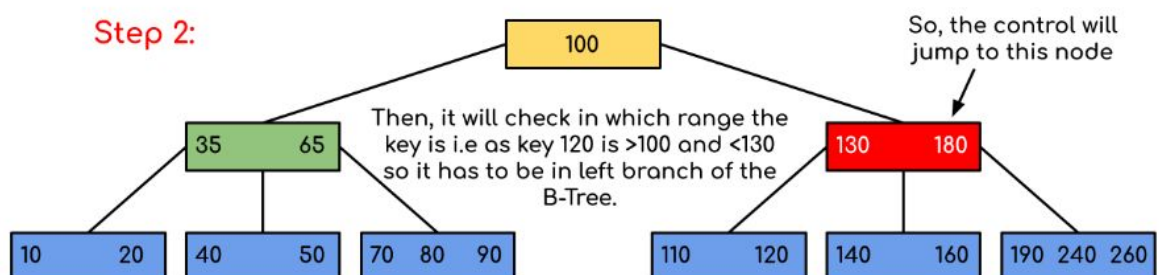 Step 2:
100
So, the control will
jump to this node
Then, it will check in which range the
key is i.e as key 120 is >100 and <130
so it has to be in left branch of the
B-Tree.
35 65
130 180
10 20
40 50
70 80 90
110 120
140 160
190 240 260